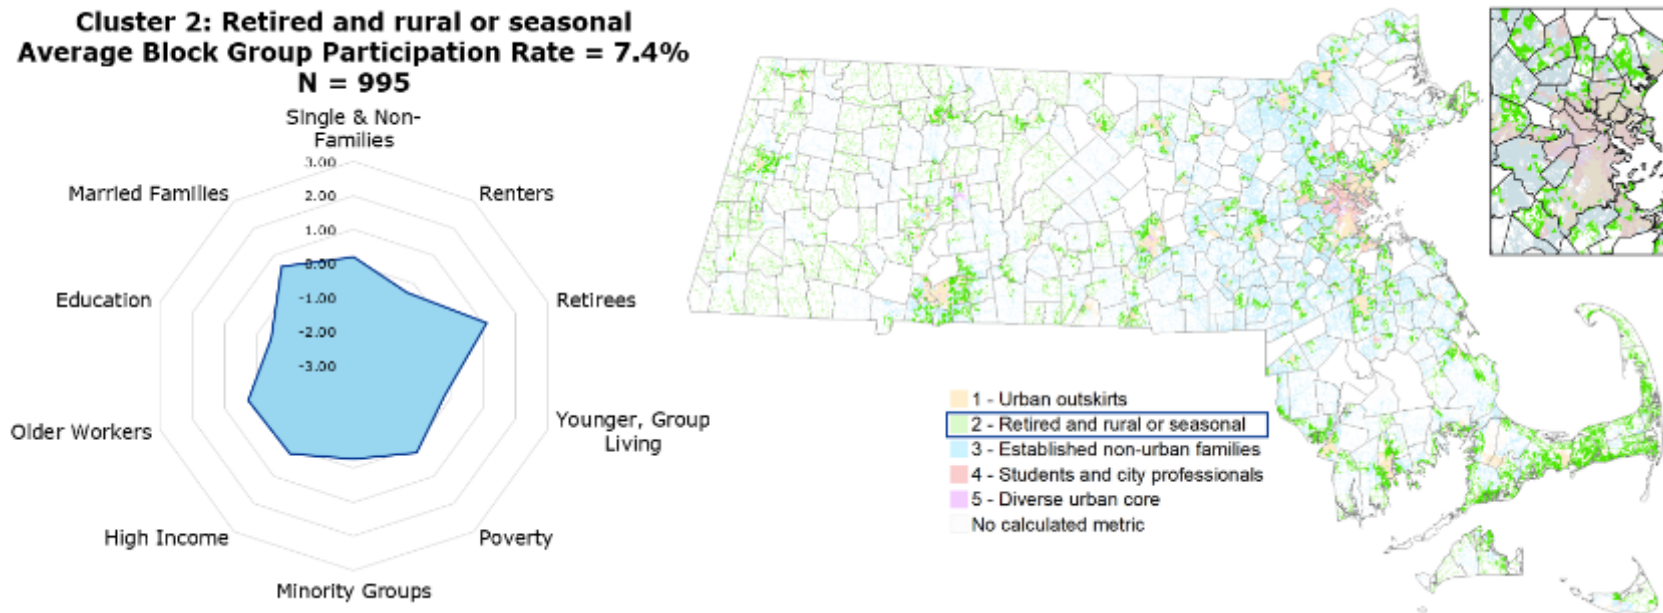 Cluster 2: Retired and rural or seasonal
Average Block Group Participation Rate = 7.4%
N = 995
Single & Non-
Families
Renters
Retirees
Younger, Group
Living
Poverty
Minority Groups
High Income
Older Workers
Education
Married Families
3.00
2.00
1.00
0.00
-1.00
-2.00
-3.00
1 - Urban outskirts
2 - Retired and rural or seasonal
3 - Established non-urban families
4 - Students and city professionals
5 - Diverse urban core
No calculated metric